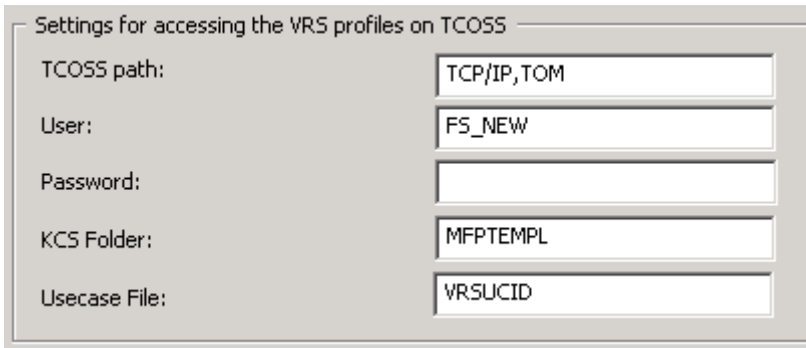 Settings for accessing the VRS profiles on TCOSS
TCOSS path: TCP/IP,TOM
User: FS_NEW
Password:
KCS Folder: MFPTEMPL
Usecase File: VRSUCID